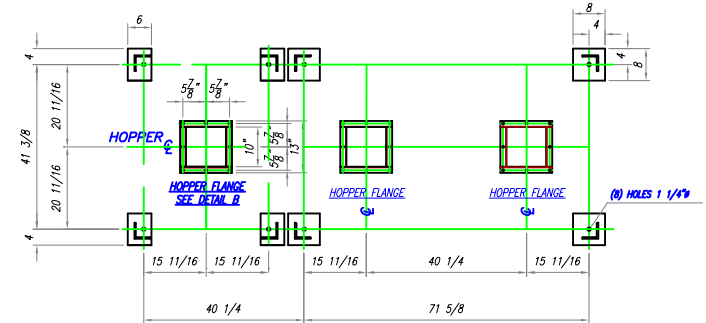 6
8
4
4
4
8
5 7/8" 5 7/8"
20 11/16
41 3/8
HOPPER ℄
10"
5 7/8" 5 7/8"
13"
20 11/16
HOPPER FLANGE
SEE DETAIL B
HOPPER FLANGE
℄
HOPPER FLANGE
℄
(8) HOLES 1 1/4"ø
4
15 11/16
15 11/16
15 11/16
40 1/4
15 11/16
40 1/4
71 5/8